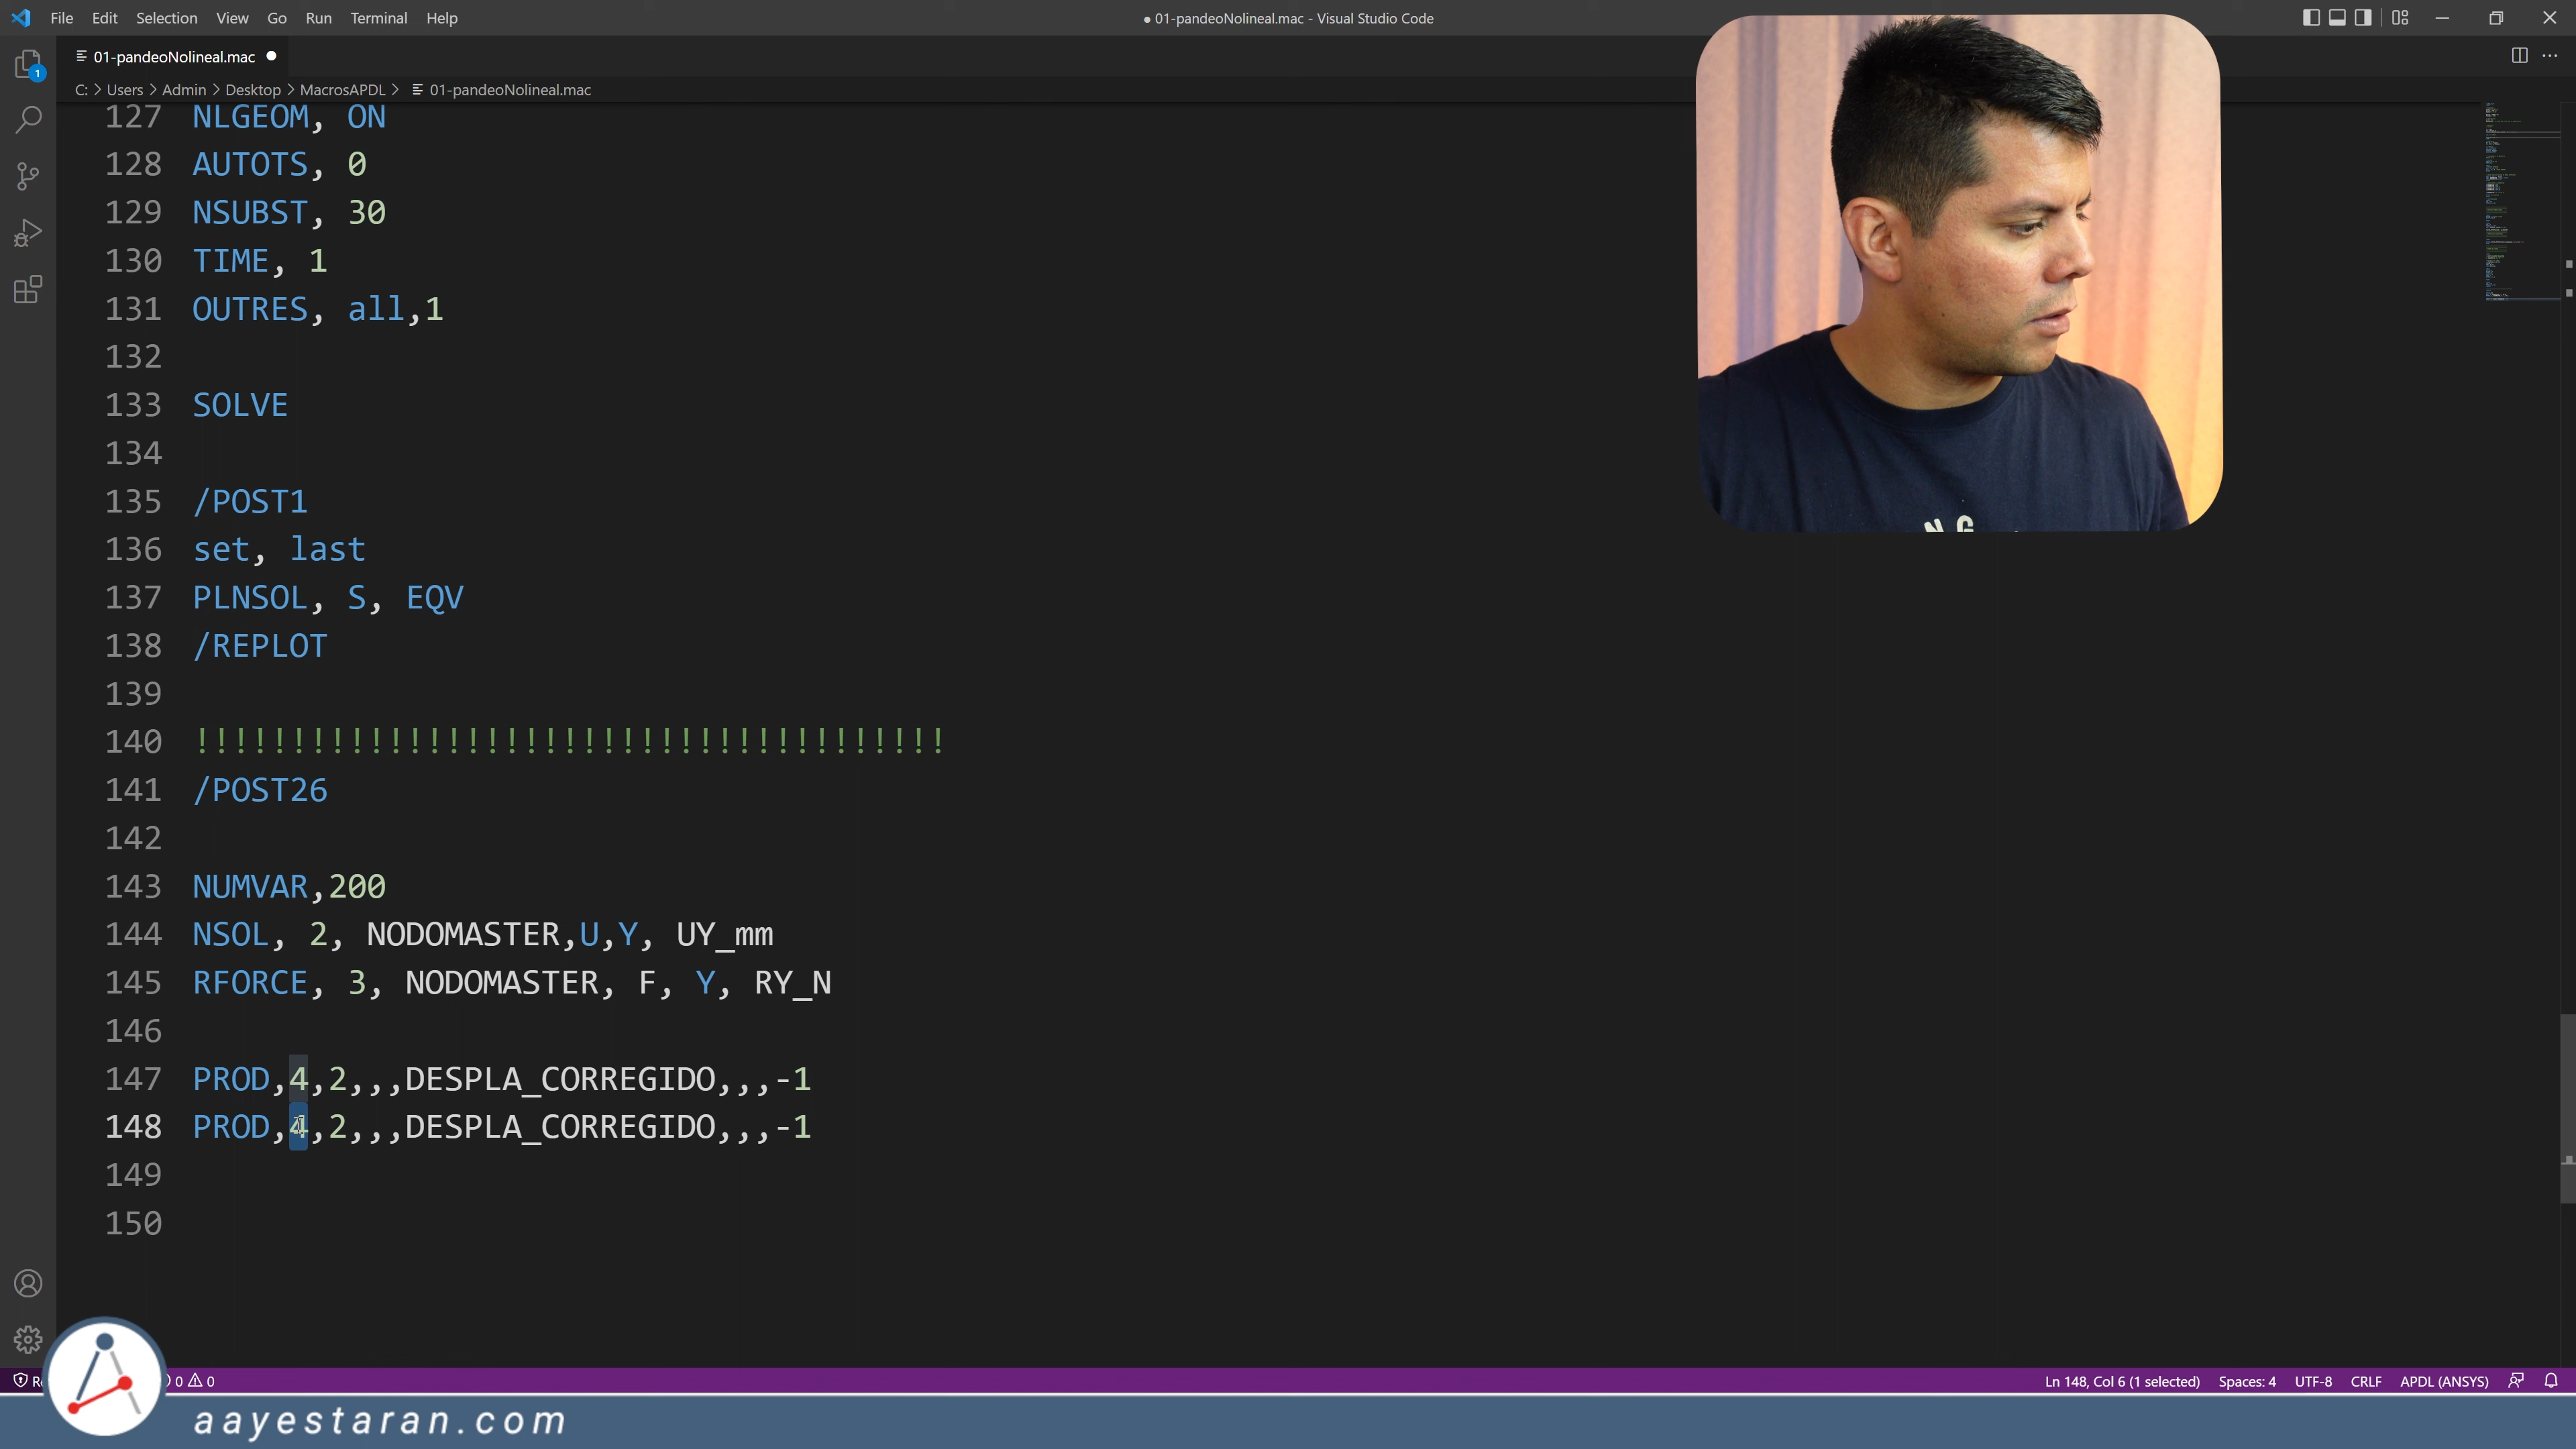 File Edit Selection View Go Run Terminal Help
● 01-pandeoNolineal.mac - Visual Studio Code
01-pandeoNolineal.mac ●
1
C: > Users > Admin > Desktop > MacrosAPDL > 01-pandeoNolineal.mac
127 NLGEOM, ON
128 AUTOTS, 0
129 NSUBST, 30
130 TIME, 1
131 OUTRES, all,1
132
133 SOLVE
134
135 /POST1
136 set, last
137 PLNSOL, S, EQV
138 /REPLOT
139
140 !!!!!!!!!!!!!!!!!!!!!!!!!!!!!!!!!!!!!!!
141 /POST26
142
143 NUMVAR,200
144 NSOL, 2, NODOMASTER,U,Y, UY_mm
145 RFORCE, 3, NODOMASTER, F, Y, RY_N
146
147 PROD,4,2,,,DESPLA_CORREGIDO,,,-1
148 PROD,4,2,,,DESPLA_CORREGIDO,,,-1
149
150
0 0
Ln 148, Col 6 (1 selected) Spaces: 4 UTF-8 CRLF APDL (ANSYS)
aayestaran.com